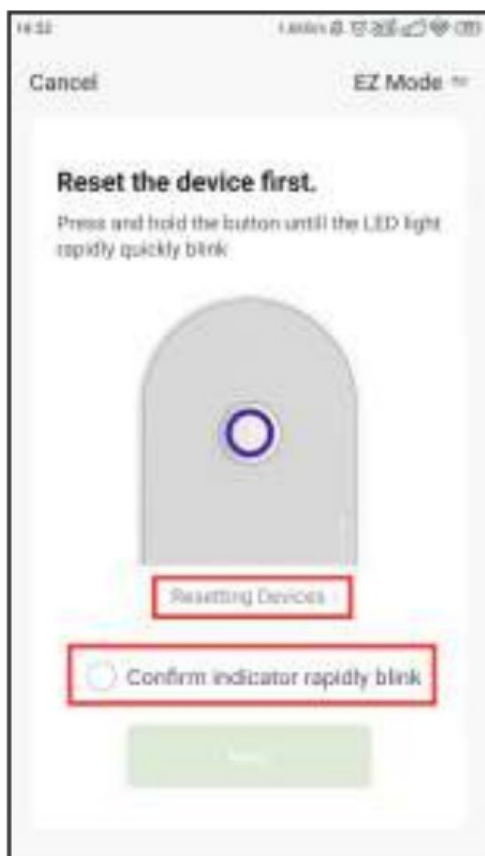 Cancel
EZ Mode
Reset the device first.
Press and hold the button untill the LED light
rapidly quickly blink
Resetting Devices
Confirm indicator rapidly blink